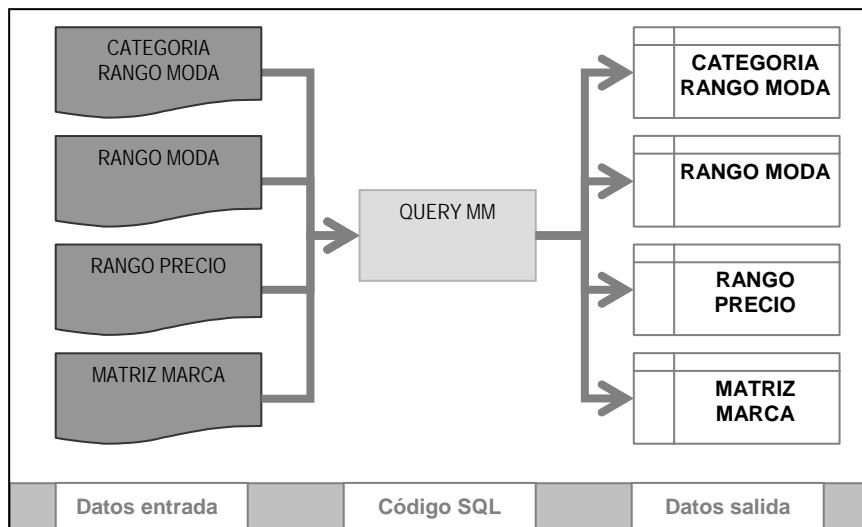 CATEGORIA
RANGO MODA
RANGO MODA
RANGO PRECIO
MATRIZ MARCA
QUERY MM
CATEGORIA
RANGO MODA
RANGO MODA
RANGO
PRECIO
MATRIZ
MARCA
Datos entrada
Código SQL
Datos salida